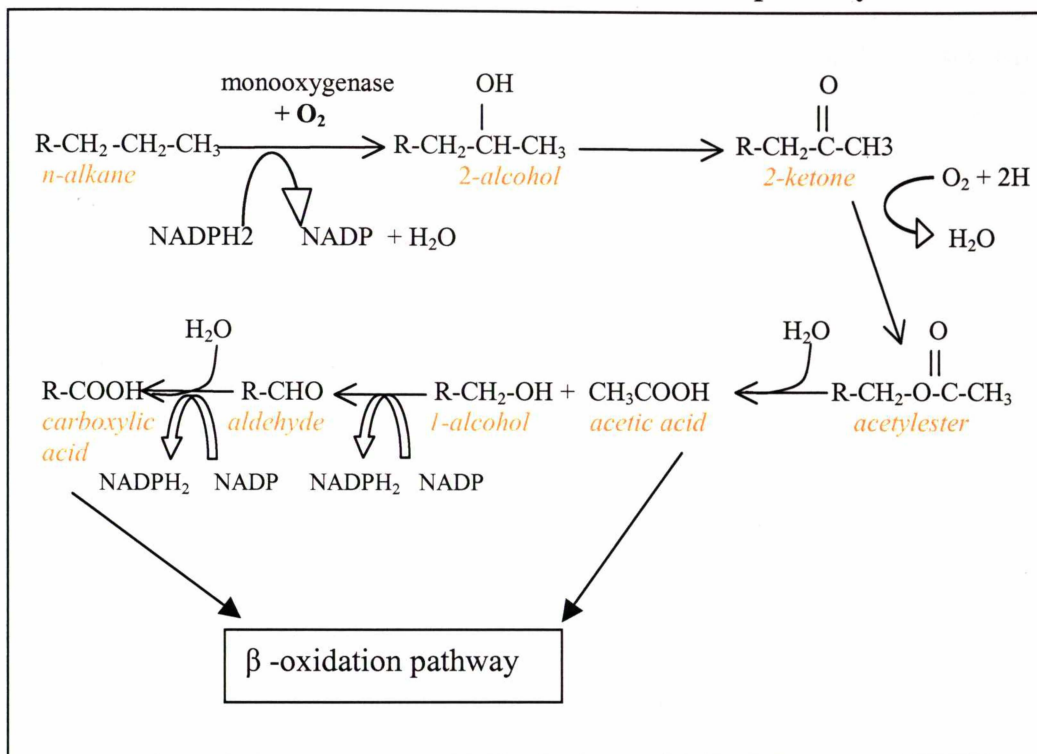 monooxygenase
+ O₂
OH
O
R-CH₂-CH₂-CH₃
R-CH₂-CH-CH₃
R-CH₂-C-CH3
n-alkane
2-alcohol
2-ketone
O₂ + 2H
NADPH2 NADP + H₂O
H₂O
H₂O
H₂O
O
R-COOH
R-CHO
R-CH₂-OH + CH₃COOH
R-CH₂-O-C-CH₃
carboxylic
acid
aldehyde
1-alcohol
acetic acid
acetylester
NADPH₂ NADP
NADPH₂ NADP
β -oxidation pathway